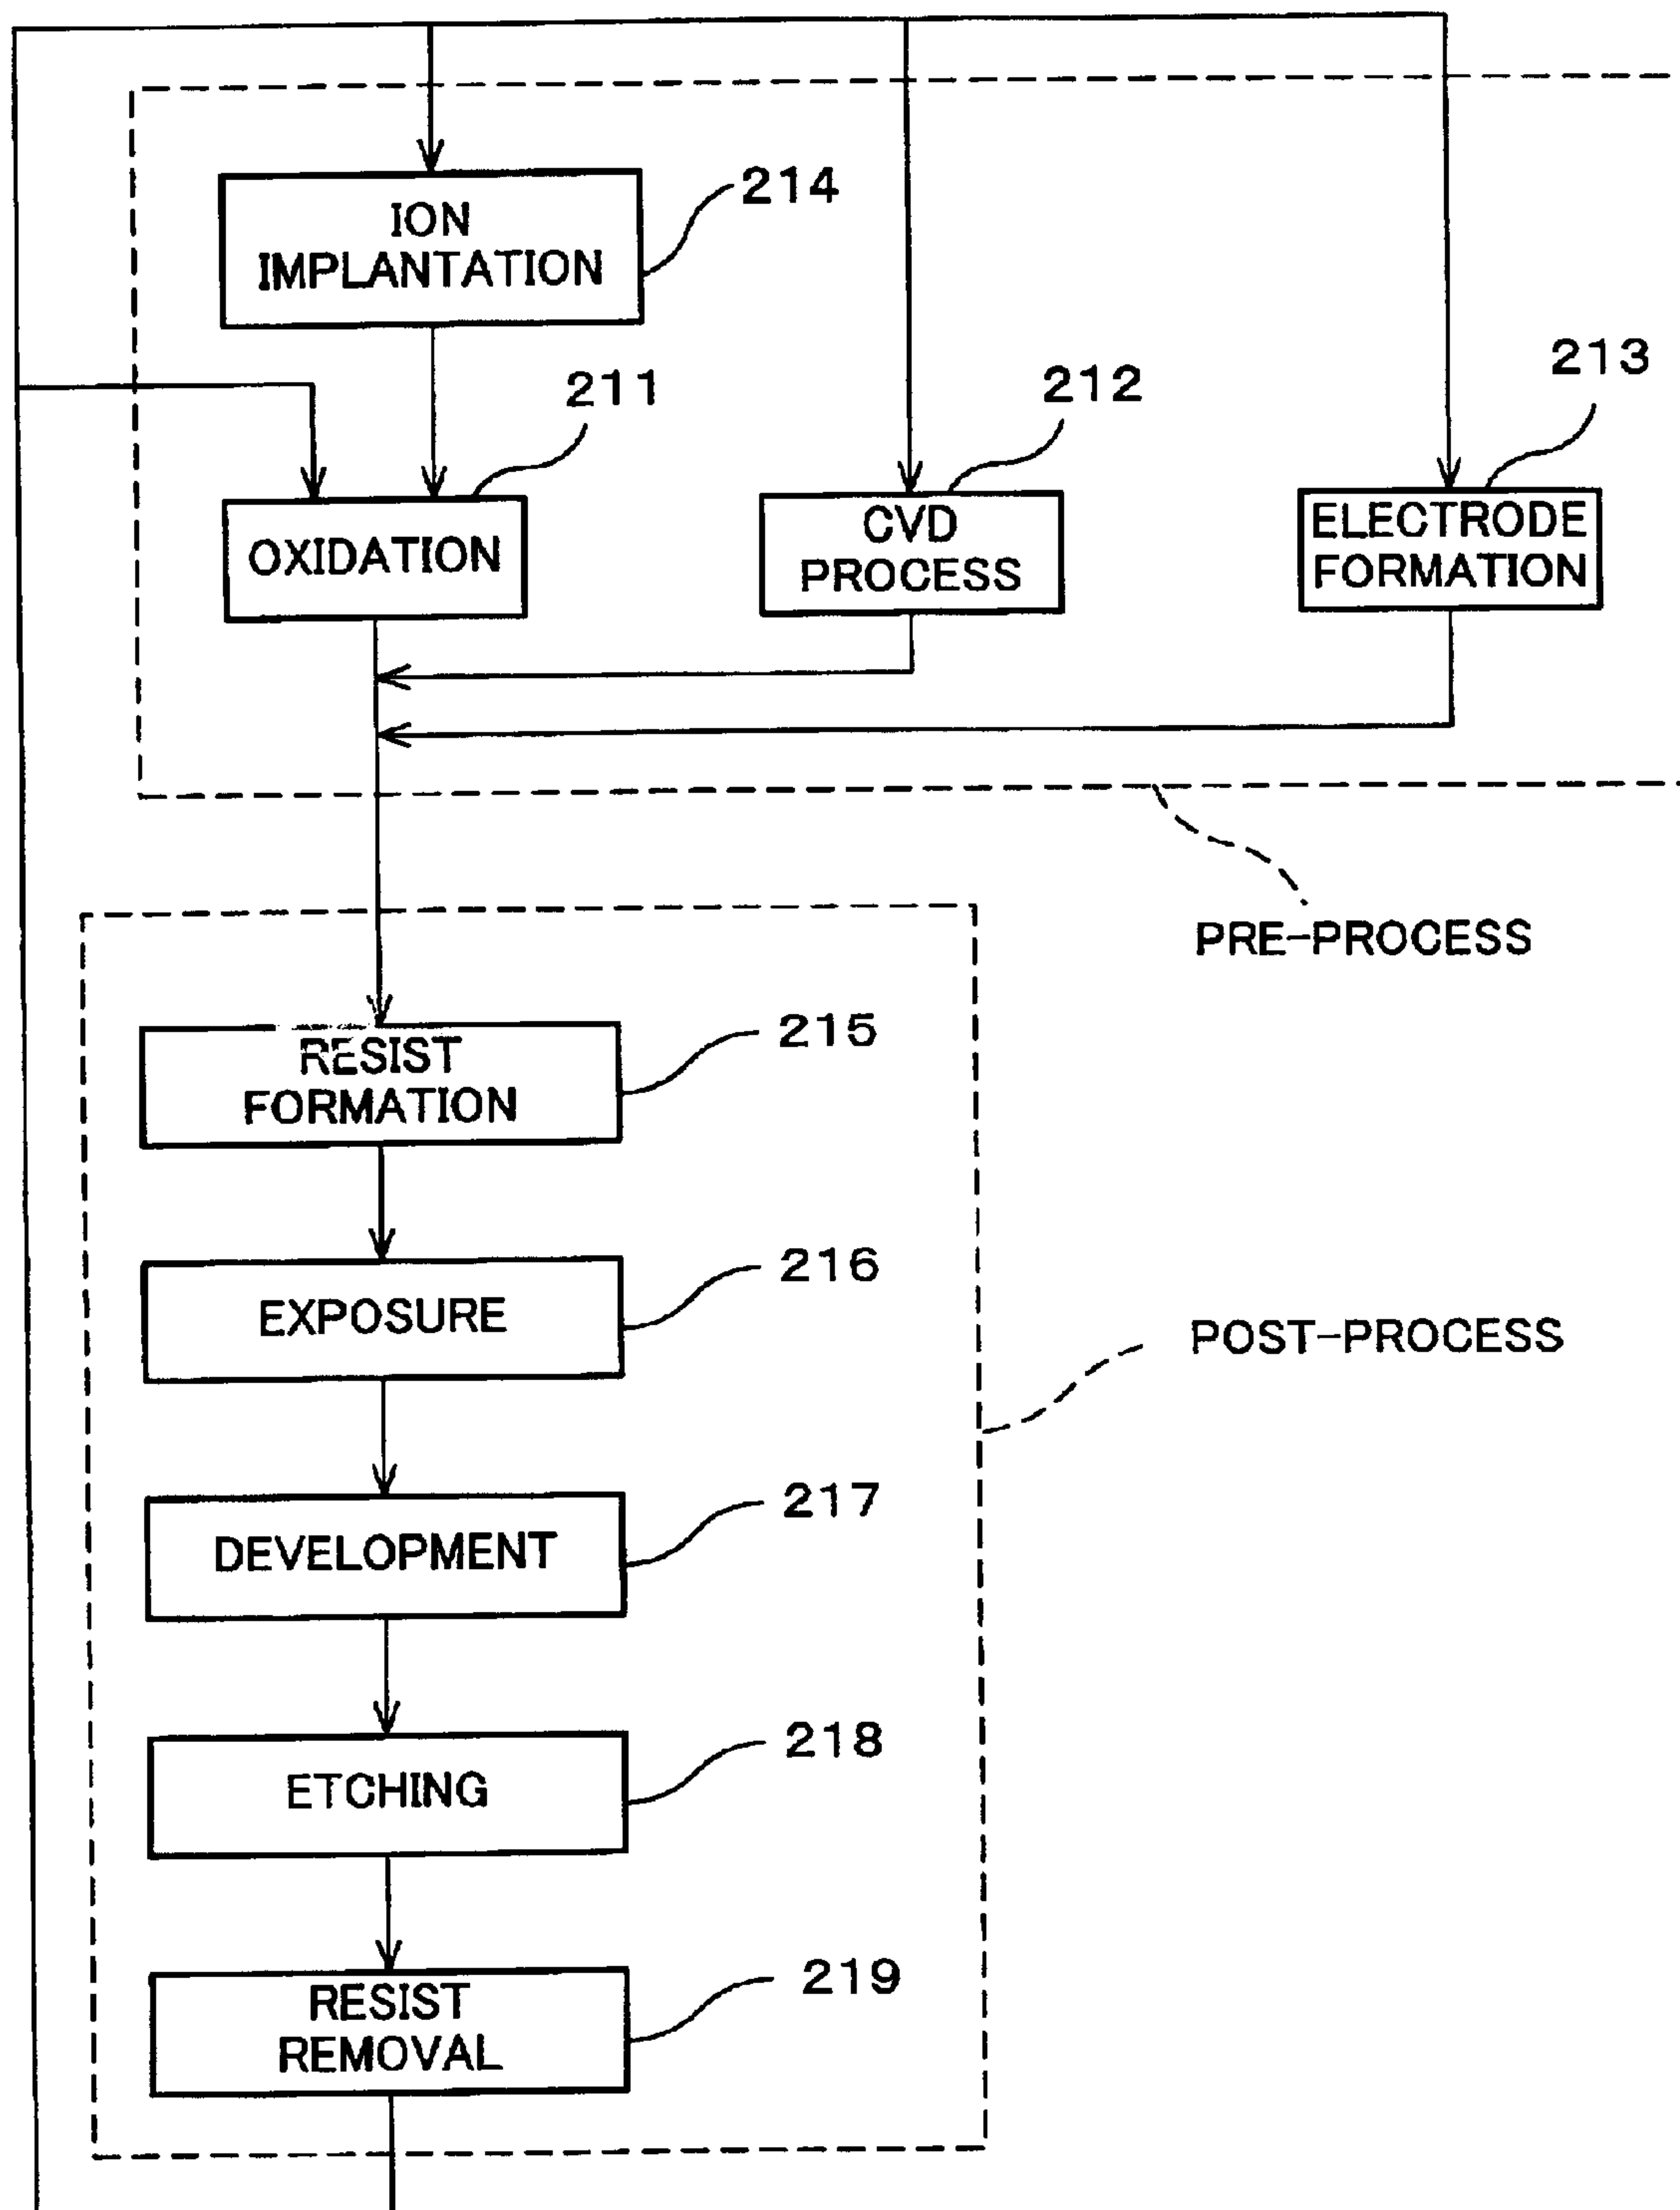 214
ION
IMPLANTATION
211
212
213
OXIDATION
CVD
PROCESS
ELECTRODE
FORMATION
PRE-PROCESS
RESIST
FORMATION
215
EXPOSURE
216
POST-PROCESS
DEVELOPMENT
217
ETCHING
218
RESIST
REMOVAL
219